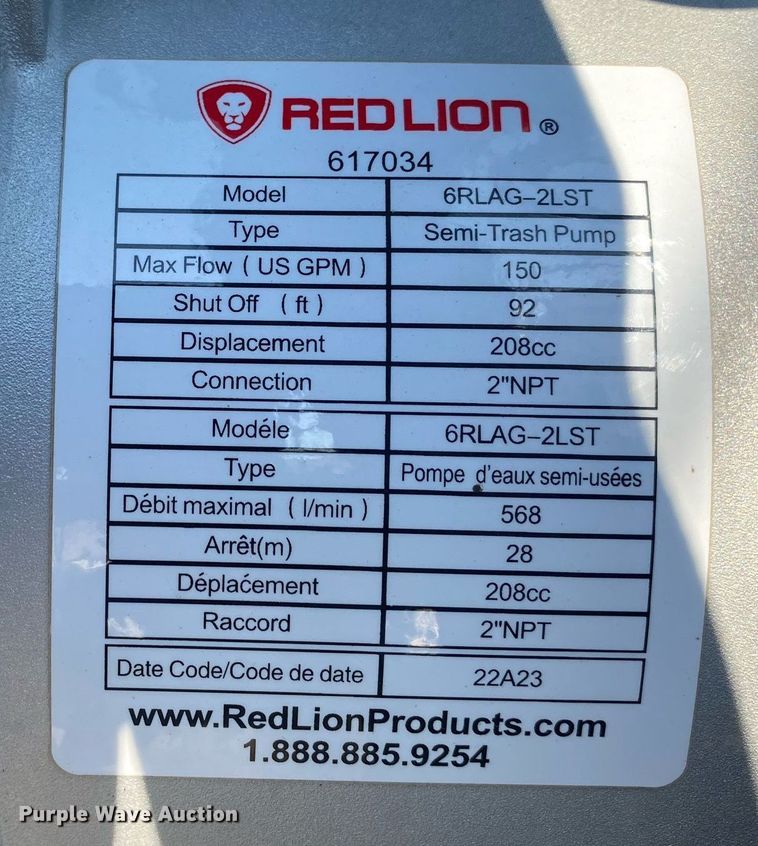 RED LION ®
617034
Model 6RLAG–2LST
Type Semi-Trash Pump
Max Flow ( US GPM ) 150
Shut Off ( ft ) 92
Displacement 208cc
Connection 2"NPT
Modéle 6RLAG–2LST
Type Pompe d'eaux semi-usées
Débit maximal ( l/min ) 568
Arrêt(m) 28
Déplaćement 208cc
Raccord 2"NPT
Date Code/Code de date 22A23
www.RedLionProducts.com
1.888.885.9254
Purple Wave Auction